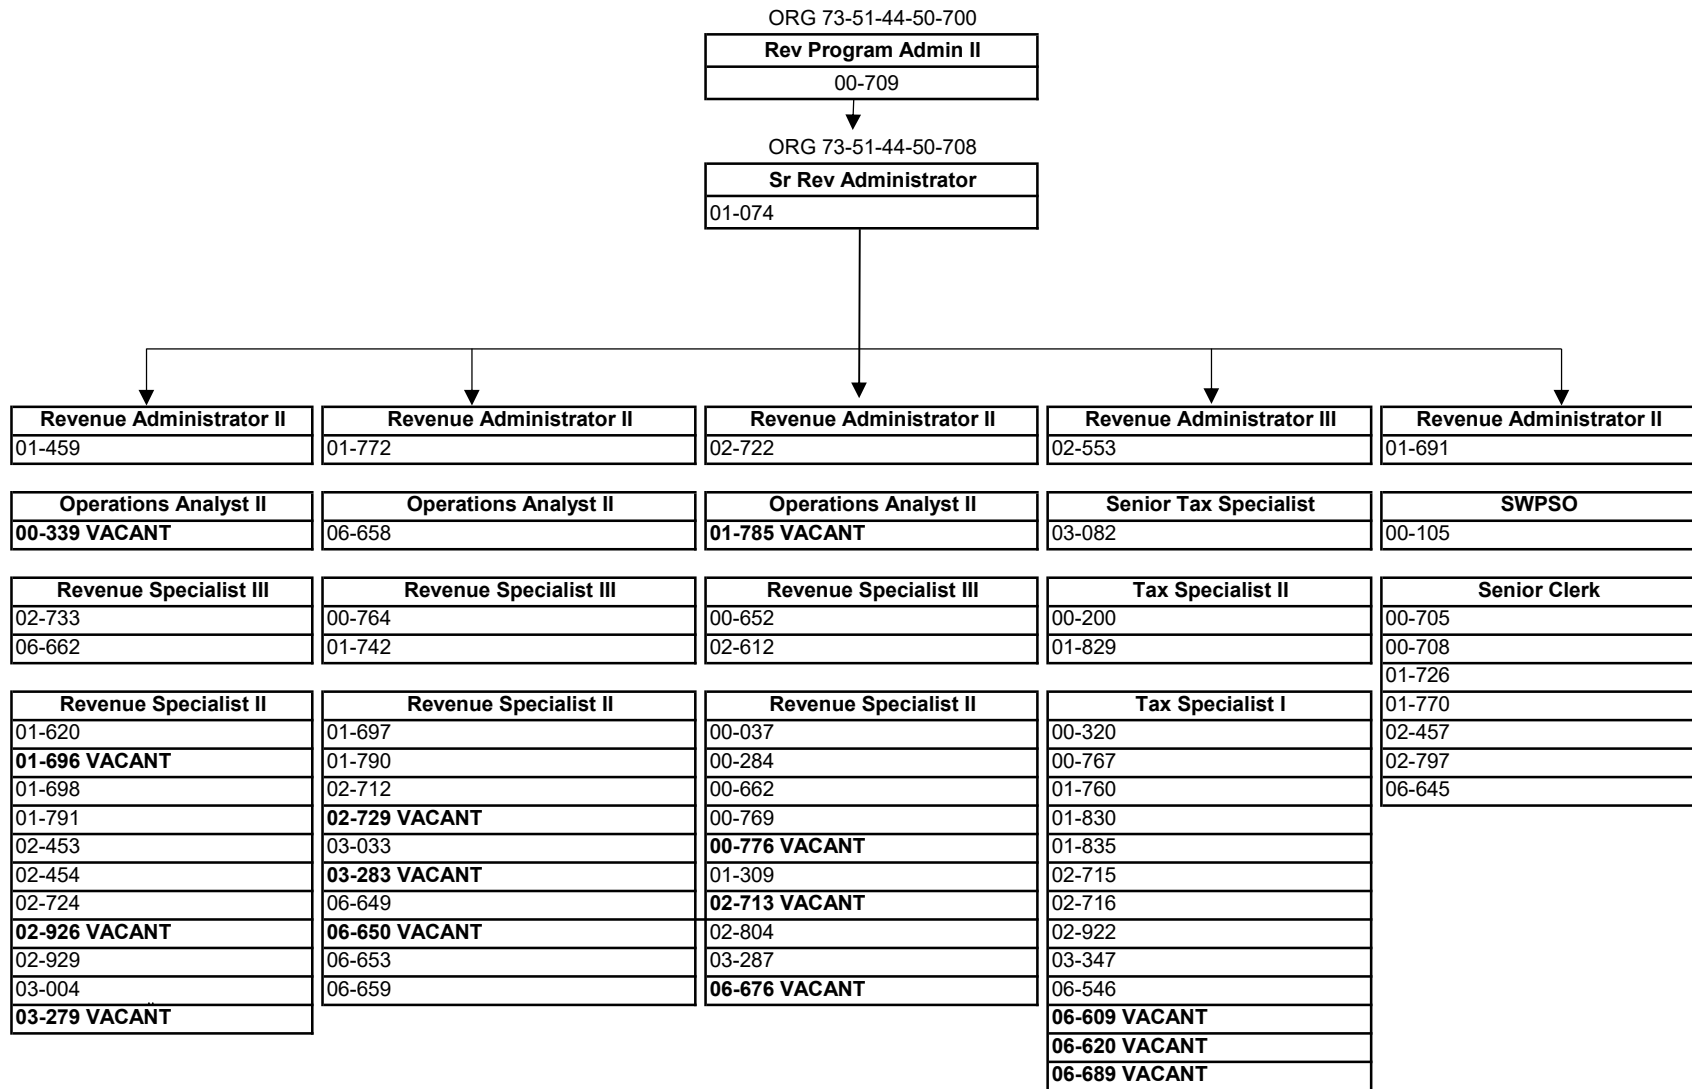 ORG 73-51-44-50-700
Rev Program Admin II
00-709
ORG 73-51-44-50-708
Sr Rev Administrator
01-074
Revenue Administrator II
01-459
Operations Analyst II
00-339 VACANT
Revenue Specialist III
02-733
06-662
Revenue Specialist II
01-620
01-696 VACANT
01-698
01-791
02-453
02-454
02-724
02-926 VACANT
02-929
03-004
03-279 VACANT
Revenue Administrator II
01-772
Operations Analyst II
06-658
Revenue Specialist III
00-764
01-742
Revenue Specialist II
01-697
01-790
02-712
02-729 VACANT
03-033
03-283 VACANT
06-649
06-650 VACANT
06-653
06-659
Revenue Administrator II
02-722
Operations Analyst II
01-785 VACANT
Revenue Specialist III
00-652
02-612
Revenue Specialist II
00-037
00-284
00-662
00-769
00-776 VACANT
01-309
02-713 VACANT
02-804
03-287
06-676 VACANT
Revenue Administrator III
02-553
Senior Tax Specialist
03-082
Tax Specialist II
00-200
01-829
Tax Specialist I
00-320
00-767
01-760
01-830
01-835
02-715
02-716
02-922
03-347
06-546
06-609 VACANT
06-620 VACANT
06-689 VACANT
Revenue Administrator II
01-691
SWPSO
00-105
Senior Clerk
00-705
00-708
01-726
01-770
02-457
02-797
06-645